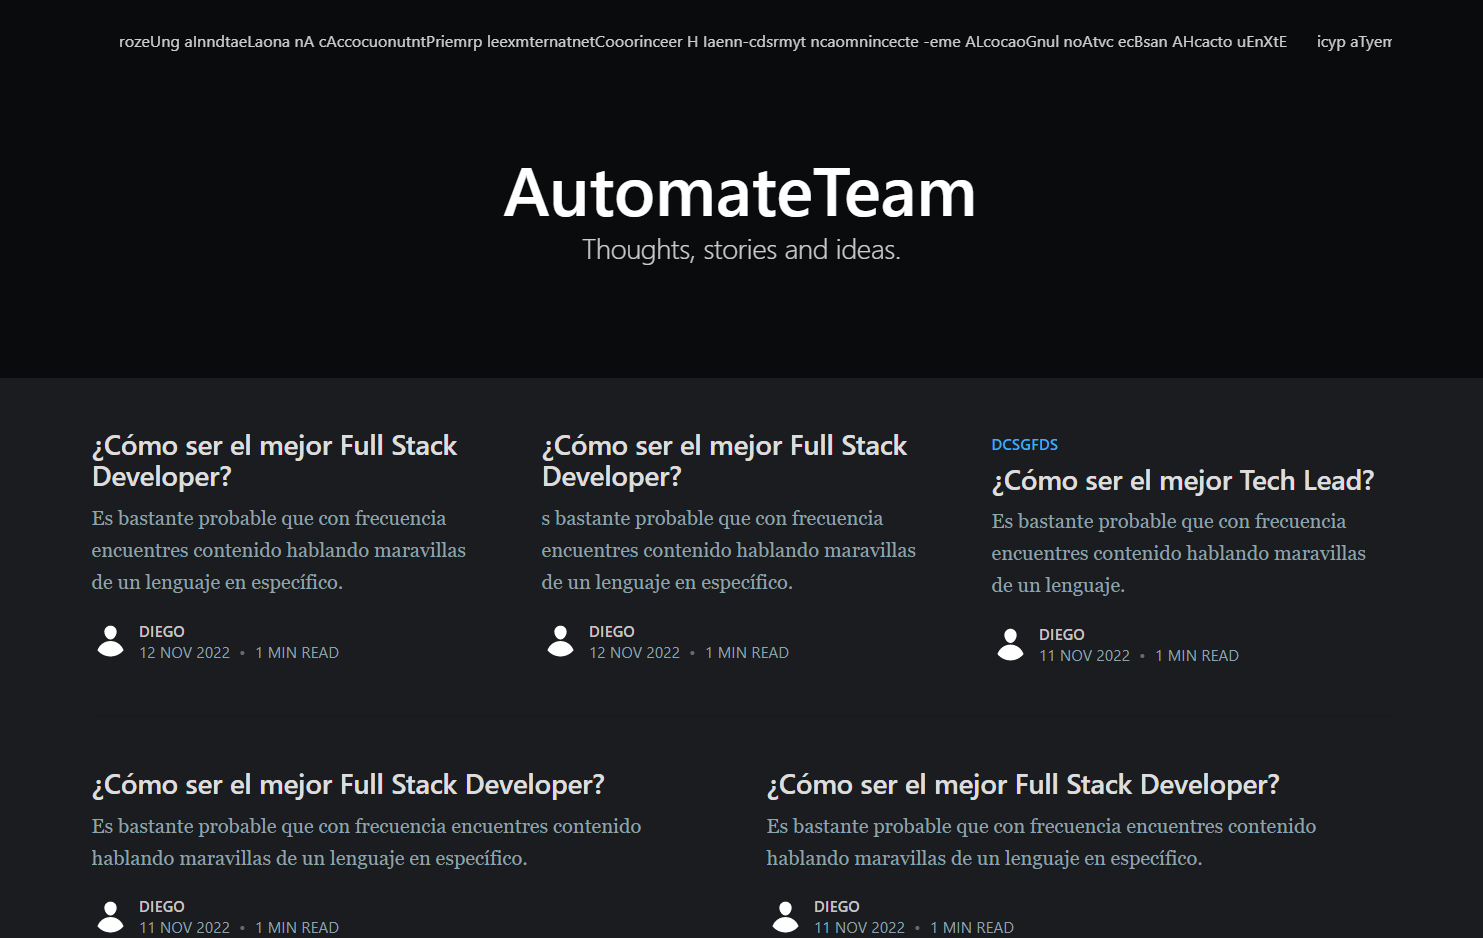 rozeUng aInndtaeLaona nA cAccocuonutntPriemrp leexmternatnetCooorinceer H Iaenn-cdsrmyt ncaomnincecte -eme ALcocaoGnul noAtvc ecBsan AHcacto uEnXtE icyp aTyem
AutomateTeam
Thoughts, stories and ideas.
¿Cómo ser el mejor Full Stack
Developer?
Es bastante probable que con frecuencia
encuentres contenido hablando maravillas
de un lenguaje en específico.
DIEGO
12 NOV 2022 • 1 MIN READ
¿Cómo ser el mejor Full Stack
Developer?
s bastante probable que con frecuencia
encuentres contenido hablando maravillas
de un lenguaje en específico.
DIEGO
12 NOV 2022 • 1 MIN READ
DCSGFDS
¿Cómo ser el mejor Tech Lead?
Es bastante probable que con frecuencia
encuentres contenido hablando maravillas
de un lenguaje.
DIEGO
11 NOV 2022 • 1 MIN READ
¿Cómo ser el mejor Full Stack Developer?
Es bastante probable que con frecuencia encuentres contenido
hablando maravillas de un lenguaje en específico.
DIEGO
11 NOV 2022 • 1 MIN READ
¿Cómo ser el mejor Full Stack Developer?
Es bastante probable que con frecuencia encuentres contenido
hablando maravillas de un lenguaje en específico.
DIEGO
11 NOV 2022 • 1 MIN READ